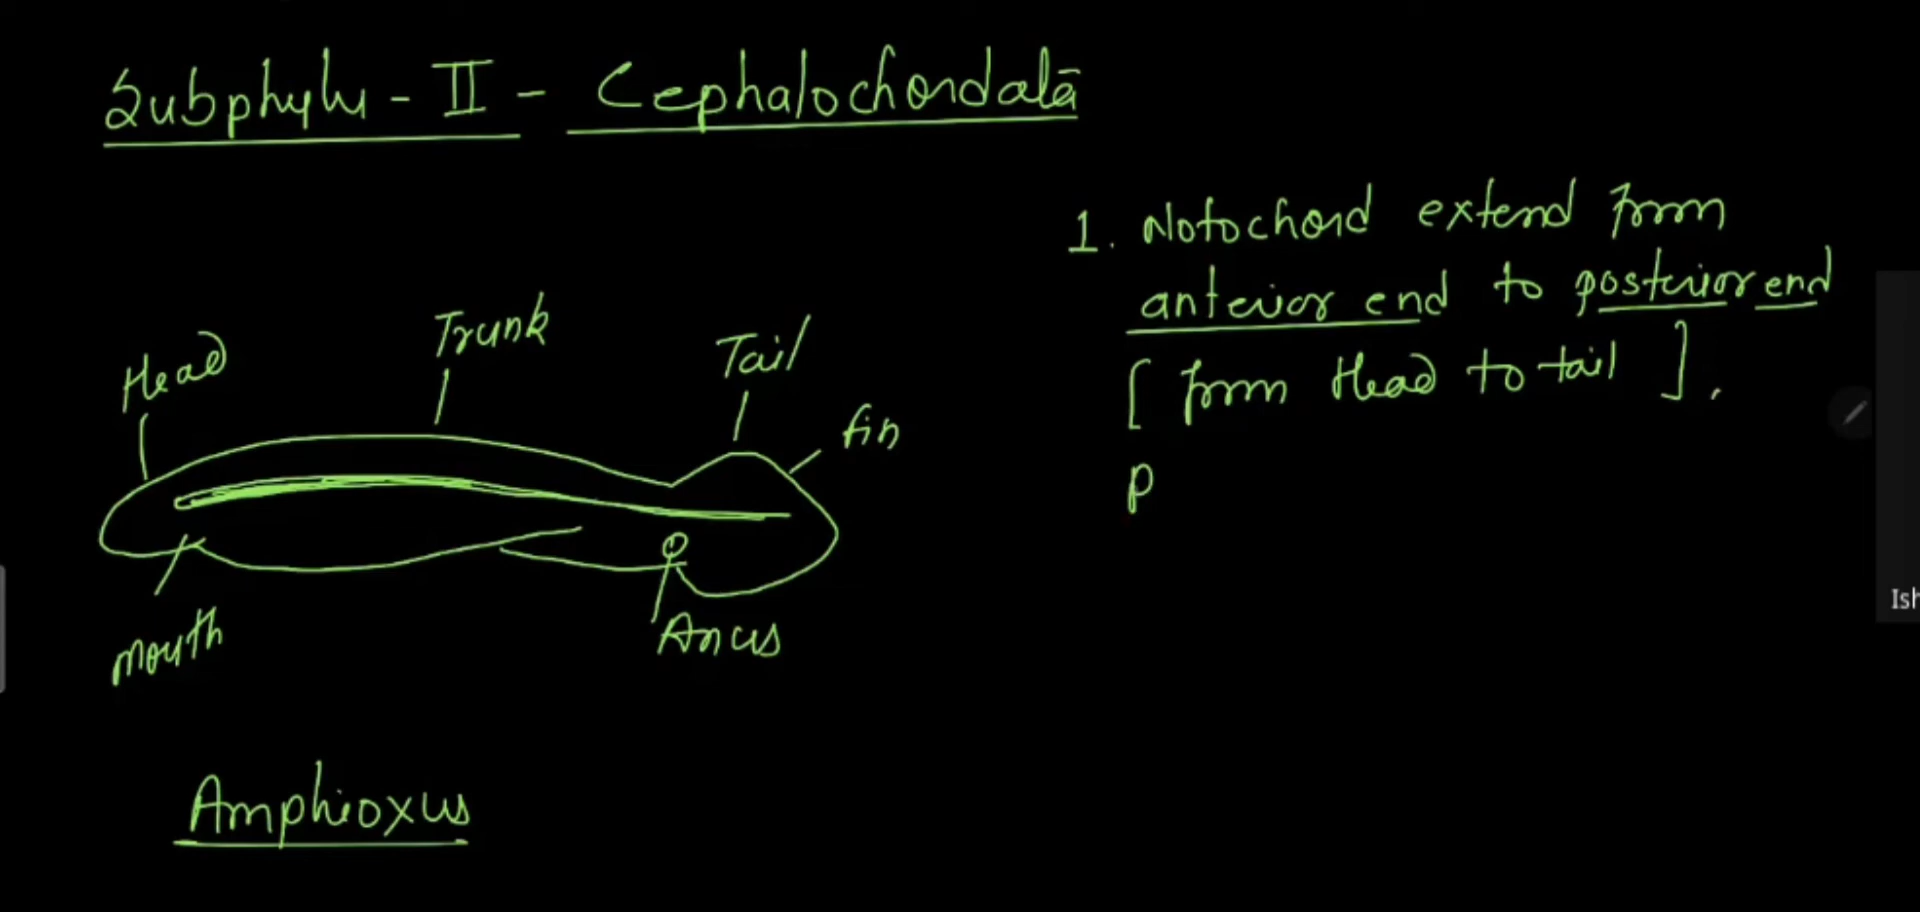 Subphylu - II - Cephalochordata
1. Notochord extend from
anterior end to posterior end
[ from Head to tail ].
p
Head
Trunk
Tail
fin
mouth
Anus
Amphioxus
Ish